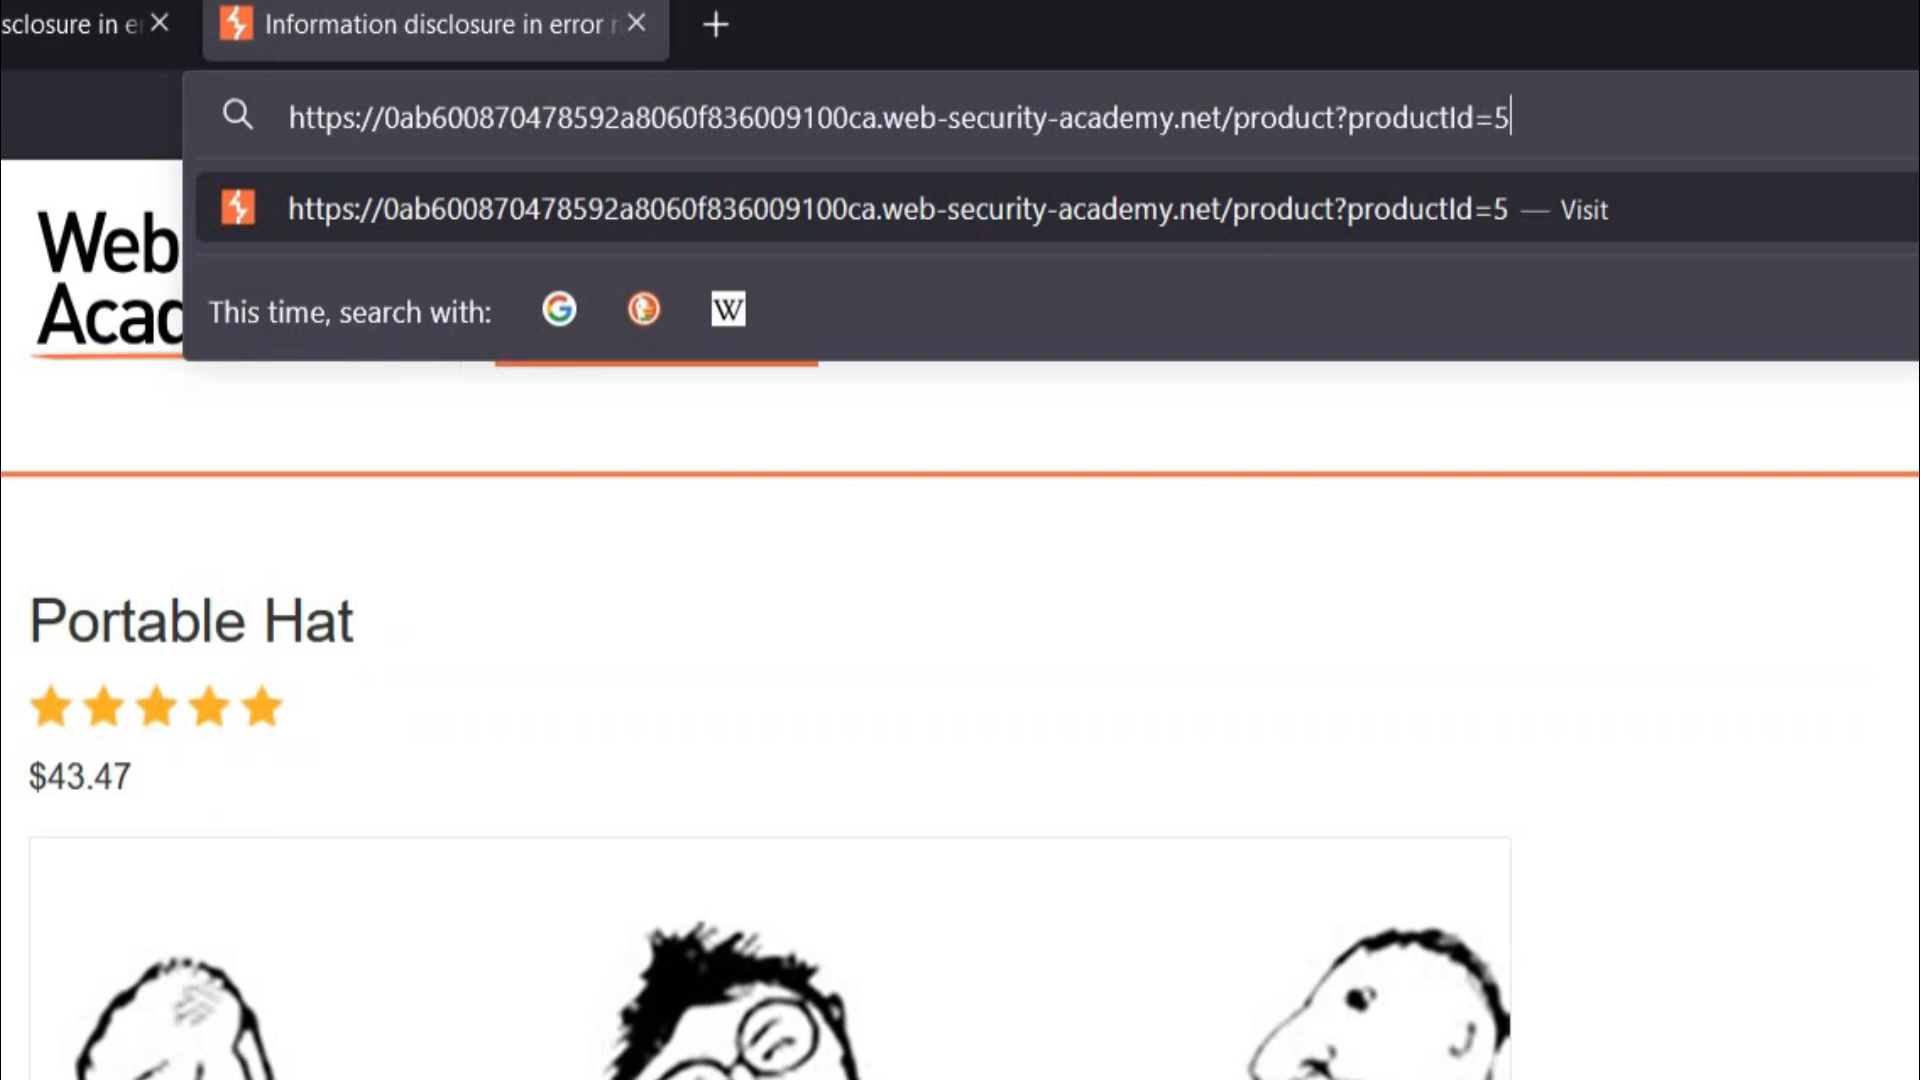 sclosure in e
Information disclosure in error
https://0ab600870478592a8060f836009100ca.web-security-academy.net/product?productId=5
https://0ab600870478592a8060f836009100ca.web-security-academy.net/product?productId=5 — Visit
Web
Acad
This time, search with:
W
Portable Hat
$43.47